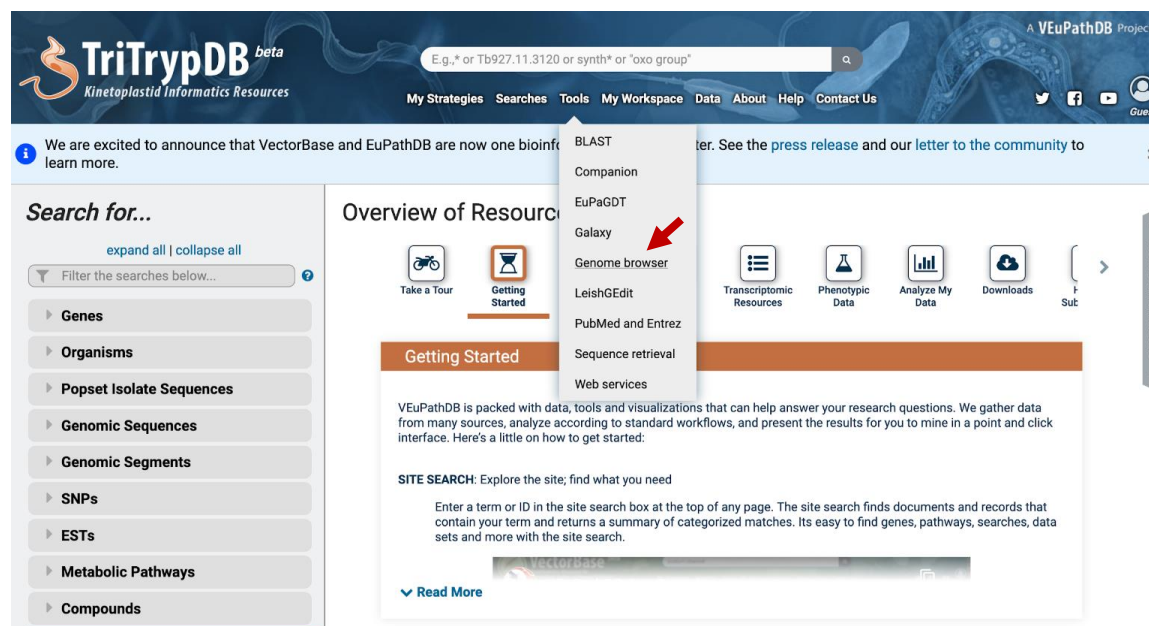 A VEuPathDB Projec
TriTrypDB beta
Kinetoplastid Informatics Resources
E.g.,* or Tb927.11.3120 or synth* or "oxo group"
My Strategies Searches Tools My Workspace Data About Help Contact Us
Gue
We are excited to announce that VectorBase and EuPathDB are now one bioinfo ter. See the press release and our letter to the community to
learn more.
BLAST
Companion
EuPaGDT
Galaxy
Genome browser
LeishGEdit
PubMed and Entrez
Sequence retrieval
Web services
Search for...
expand all | collapse all
Filter the searches below...
Genes
Organisms
Popset Isolate Sequences
Genomic Sequences
Genomic Segments
SNPs
ESTs
Metabolic Pathways
Compounds
Overview of Resourc
Take a Tour
Getting
Started
Transcriptomic
Resources
Phenotypic
Data
Analyze My
Data
Downloads
Sub
Getting Started
VEuPathDB is packed with data, tools and visualizations that can help answer your research questions. We gather data
from many sources, analyze according to standard workflows, and present the results for you to mine in a point and click
interface. Here's a little on how to get started:
SITE SEARCH: Explore the site; find what you need
Enter a term or ID in the site search box at the top of any page. The site search finds documents and records that
contain your term and returns a summary of categorized matches. Its easy to find genes, pathways, searches, data
sets and more with the site search.
VectorBase
Read More